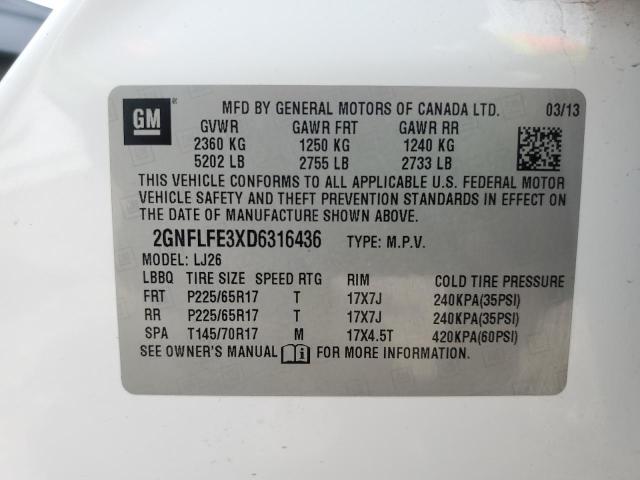 GM
MFD BY GENERAL MOTORS OF CANADA LTD. 03/13
GVWR GAWR FRT GAWR RR
2360 KG 1250 KG 1240 KG
5202 LB 2755 LB 2733 LB
THIS VEHICLE CONFORMS TO ALL APPLICABLE U.S. FEDERAL MOTOR
VEHICLE SAFETY AND THEFT PREVENTION STANDARDS IN EFFECT ON
THE DATE OF MANUFACTURE SHOWN ABOVE.
2GNFLFE3XD6316436 TYPE: M.P.V.
MODEL: LJ26
LBBQ TIRE SIZE SPEED RTG RIM COLD TIRE PRESSURE
FRT P225/65R17 T 17X7J 240KPA(35PSI)
RR P225/65R17 T 17X7J 240KPA(35PSI)
SPA T145/70R17 M 17X4.5T 420KPA(60PSI)
SEE OWNER'S MANUAL FOR MORE INFORMATION